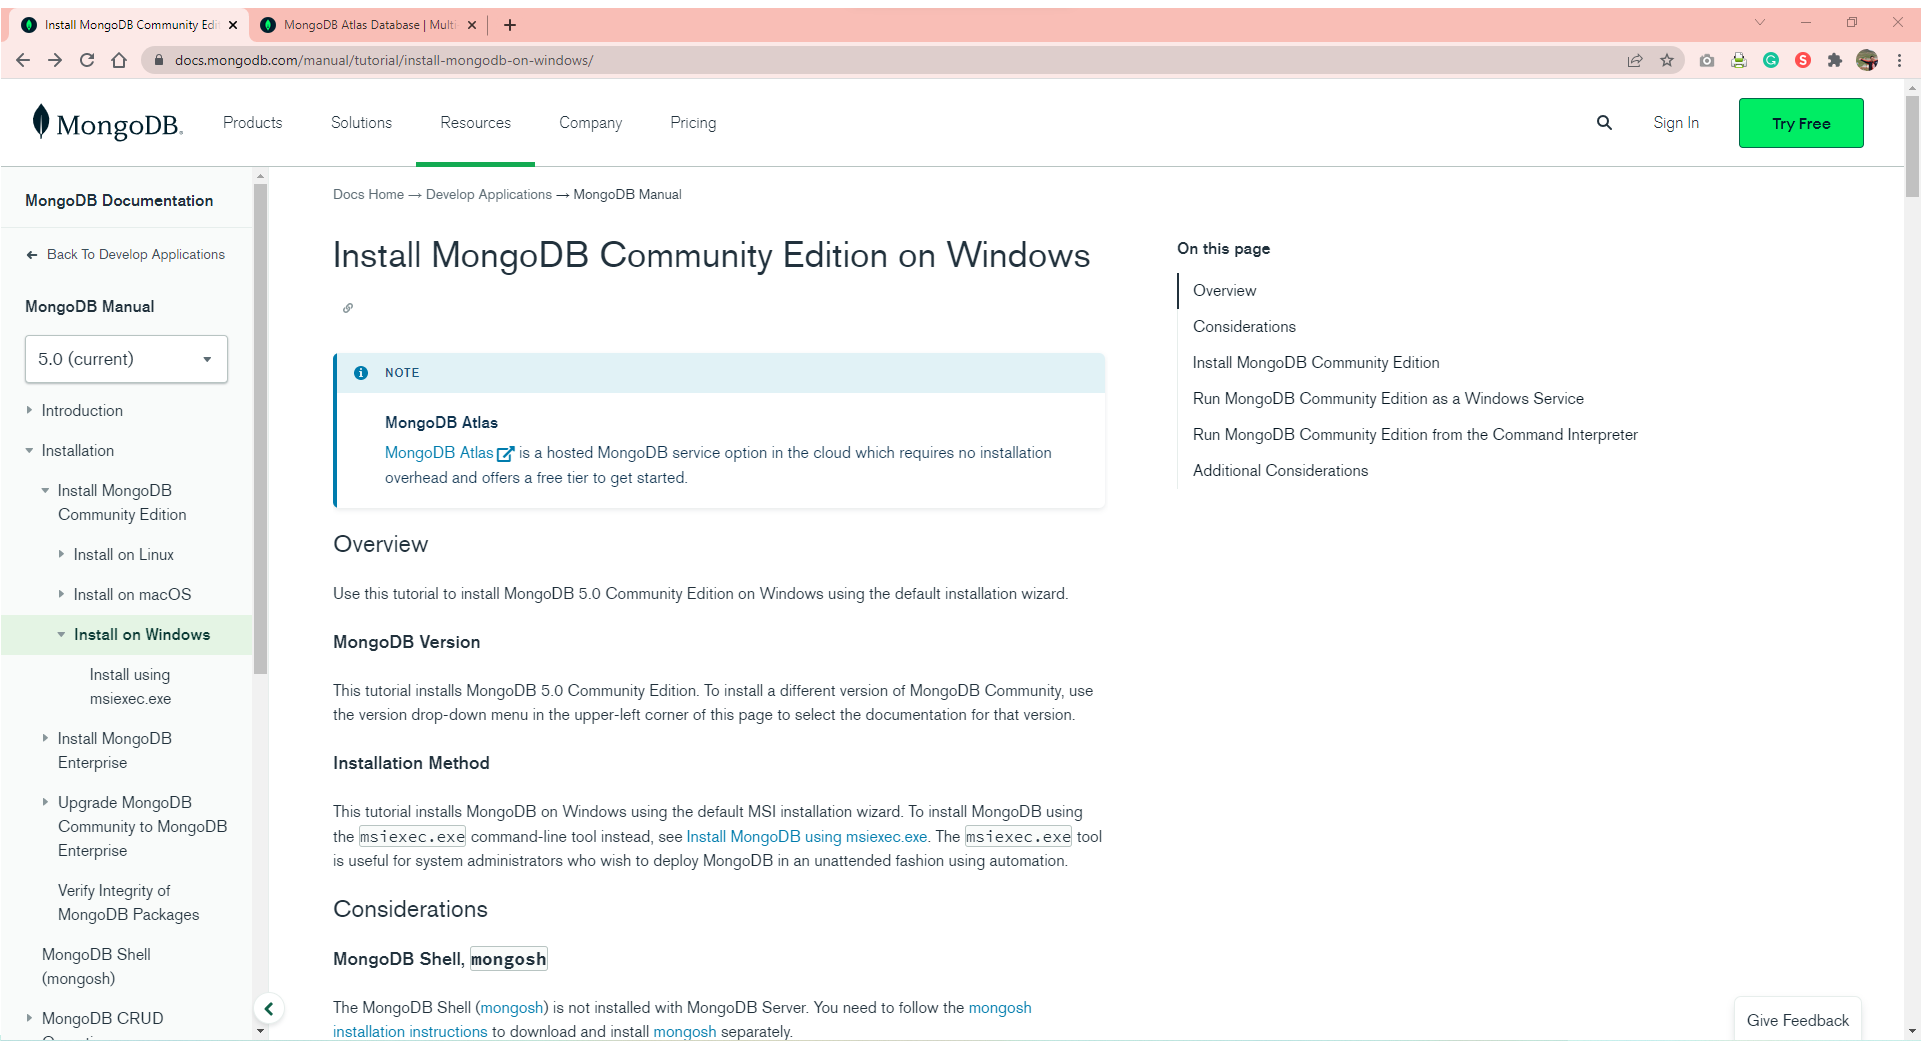 Install MongoDB Community Edi
MongoDB Atlas Database | Multi
docs.mongodb.com/manual/tutorial/install-mongodb-on-windows/
MongoDB.
Products
Solutions
Resources
Company
Pricing
Sign In
Try Free
MongoDB Documentation
Back To Develop Applications
MongoDB Manual
5.0 (current)
Introduction
Installation
Install MongoDB
Community Edition
Install on Linux
Install on macOS
Install on Windows
Install using
msiexec.exe
Install MongoDB
Enterprise
Upgrade MongoDB
Community to MongoDB
Enterprise
Verify Integrity of
MongoDB Packages
MongoDB Shell
(mongosh)
MongoDB CRUD
Docs Home → Develop Applications → MongoDB Manual
Install MongoDB Community Edition on Windows
NOTE
MongoDB Atlas
MongoDB Atlas is a hosted MongoDB service option in the cloud which requires no installation
overhead and offers a free tier to get started.
Overview
Use this tutorial to install MongoDB 5.0 Community Edition on Windows using the default installation wizard.
MongoDB Version
This tutorial installs MongoDB 5.0 Community Edition. To install a different version of MongoDB Community, use
the version drop-down menu in the upper-left corner of this page to select the documentation for that version.
Installation Method
This tutorial installs MongoDB on Windows using the default MSI installation wizard. To install MongoDB using
the msiexec.exe command-line tool instead, see Install MongoDB using msiexec.exe. The msiexec.exe tool
is useful for system administrators who wish to deploy MongoDB in an unattended fashion using automation.
Considerations
MongoDB Shell, mongosh
The MongoDB Shell (mongosh) is not installed with MongoDB Server. You need to follow the mongosh
installation instructions to download and install mongosh separately.
On this page
Overview
Considerations
Install MongoDB Community Edition
Run MongoDB Community Edition as a Windows Service
Run MongoDB Community Edition from the Command Interpreter
Additional Considerations
Give Feedback